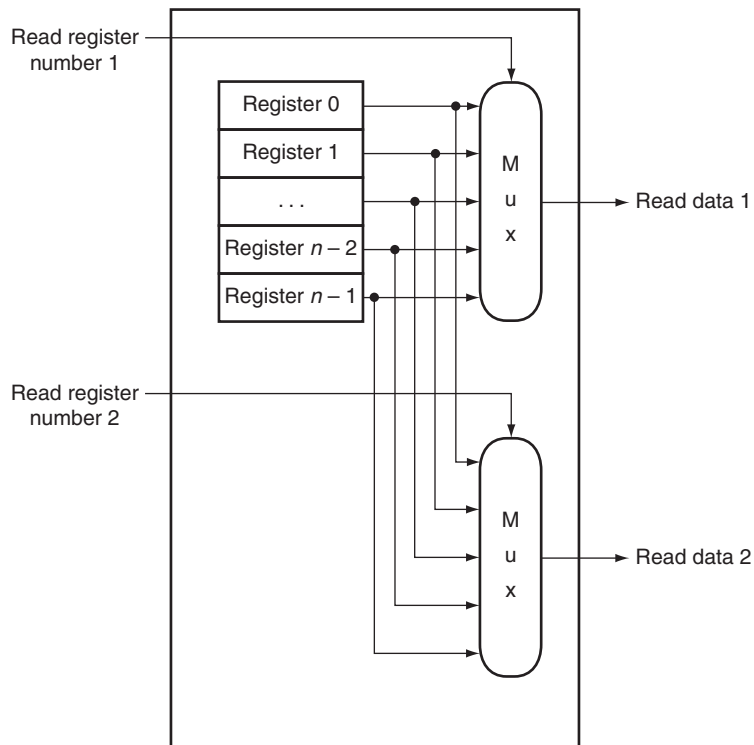 Read register
number 1
Register 0
Register 1
. . .
Register n – 2
Register n – 1
M
u
x
Read data 1
Read register
number 2
M
u
x
Read data 2